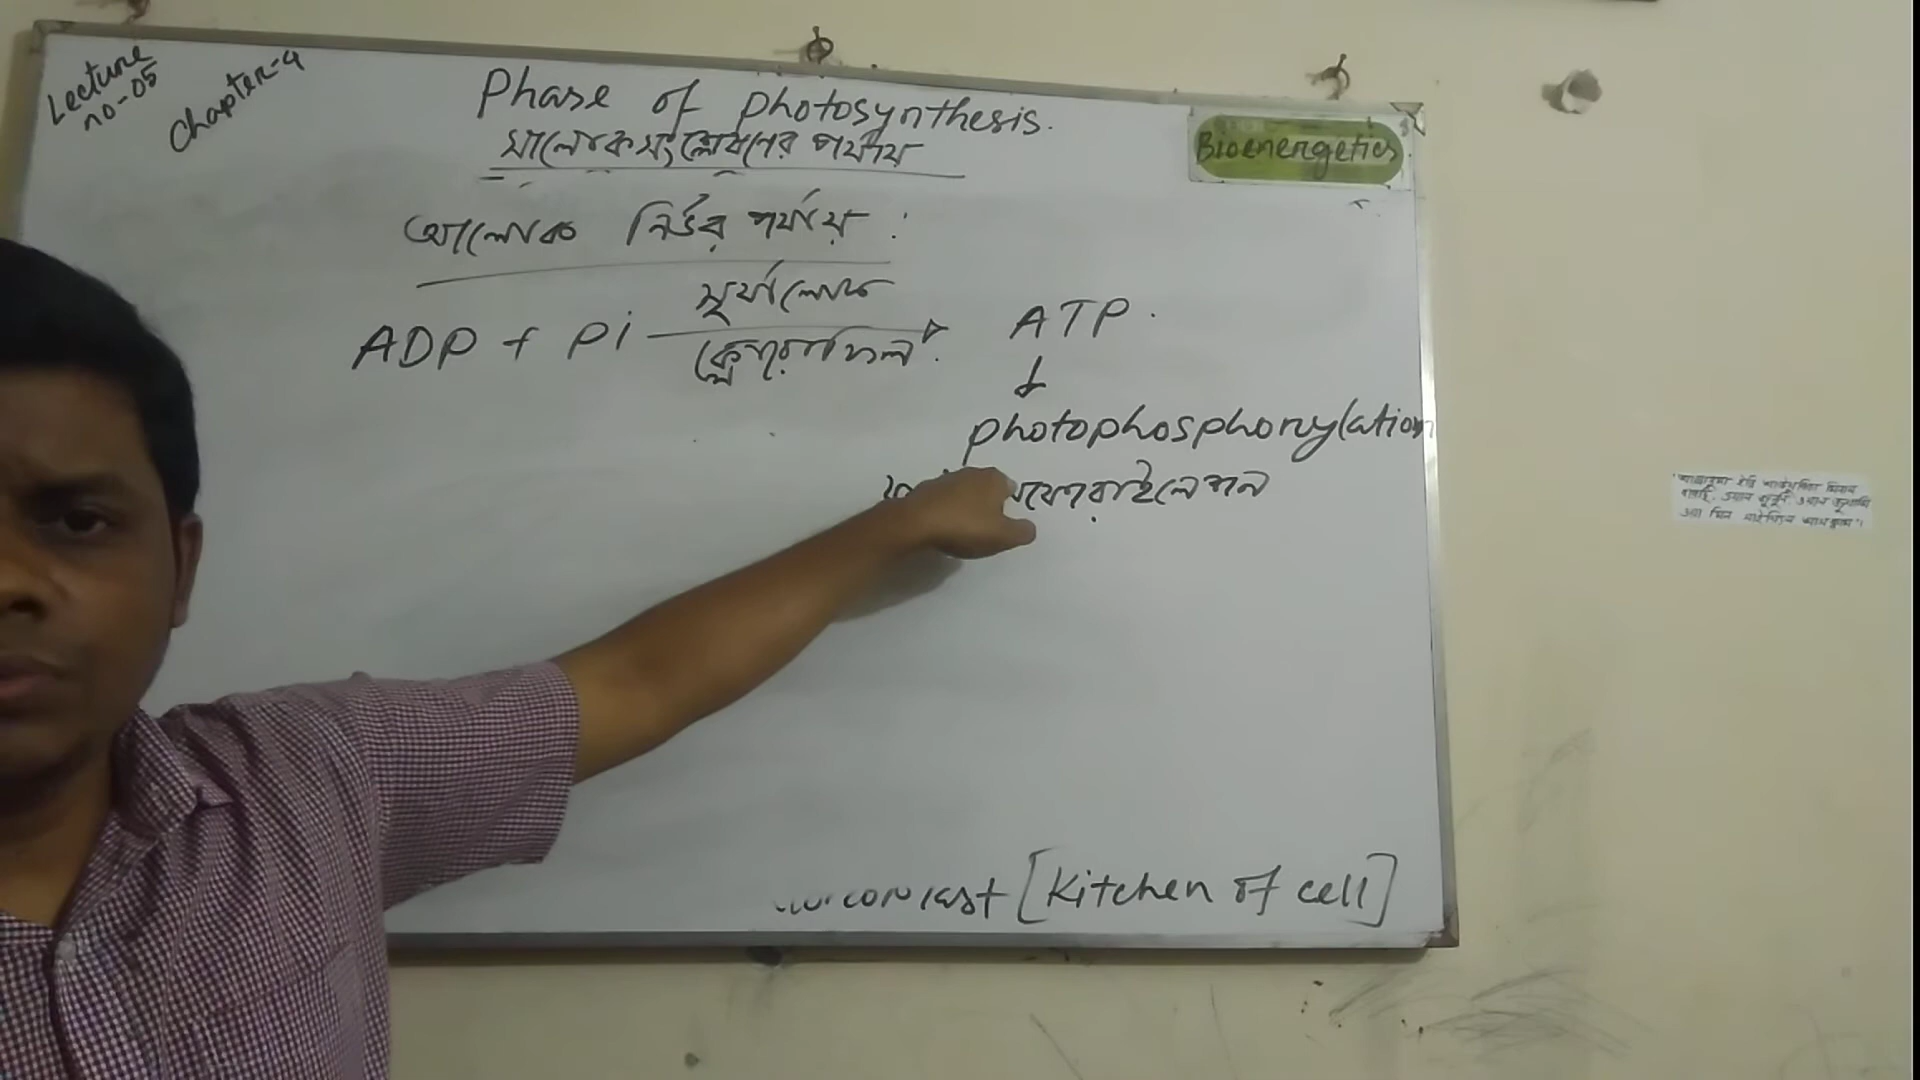 Lecture
no-05
Chapter-4
Phase of photosynthesis.
সালোকসংশ্লেষণের পর্যায়
Bioenergetics
আলোক নির্ভর পর্যায় :
সূর্যালোক
ADP + Pi → ATP.
ক্লোরোফিল
↓
photophosphorylation
[Kitchen of cell]